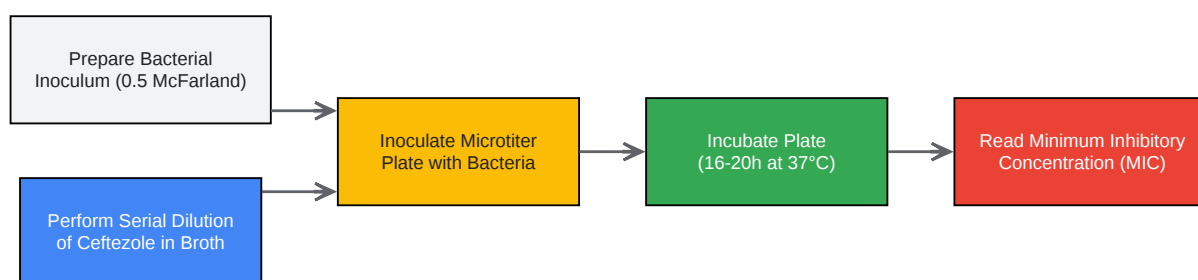 Prepare Bacterial
Inoculum (0.5 McFarland)
Perform Serial Dilution
of Ceftezole in Broth
Inoculate Microtiter
Plate with Bacteria
Incubate Plate
(16-20h at 37°C)
Read Minimum Inhibitory
Concentration (MIC)